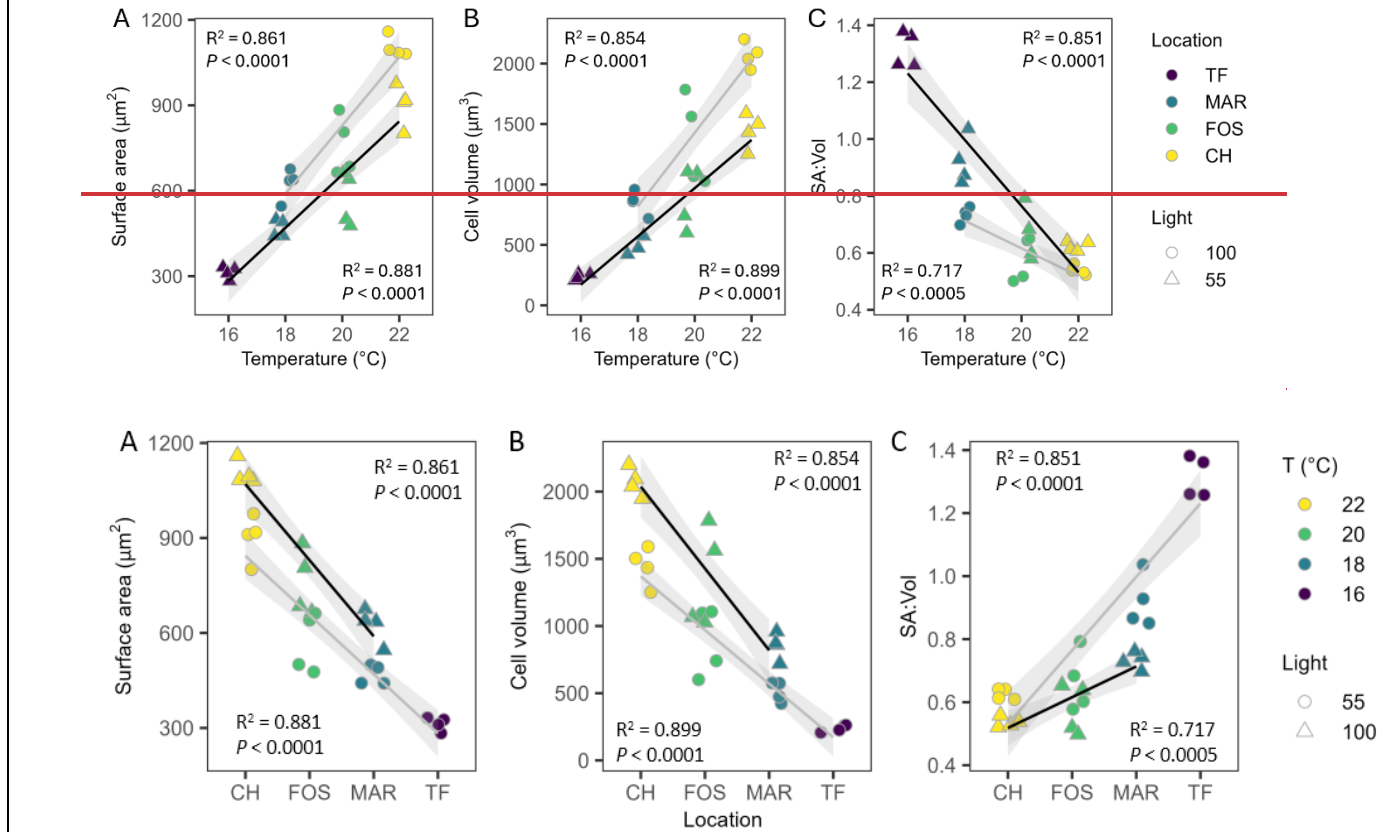 A
B
C
Surface area (µm²)
1200
900
600
300
R² = 0.861
P < 0.0001
R² = 0.881
P < 0.0001
16 18 20 22
Temperature (°C)
Cell volume (µm³)
2000
1500
1000
500
0
R² = 0.854
P < 0.0001
R² = 0.899
P < 0.0001
16 18 20 22
Temperature (°C)
SA:Vol
1.4
1.2
1.0
0.8
0.6
0.4
R² = 0.851
P < 0.0001
R² = 0.717
P < 0.0005
16 18 20 22
Temperature (°C)
Location
TF
MAR
FOS
CH
Light
100
55
A
B
C
Surface area (µm²)
1200
900
600
300
R² = 0.861
P < 0.0001
R² = 0.881
P < 0.0001
CH FOS MAR TF
Cell volume (µm³)
2000
1500
1000
500
0
R² = 0.854
P < 0.0001
R² = 0.899
P < 0.0001
CH FOS MAR TF
Location
SA:Vol
1.4
1.2
1.0
0.8
0.6
0.4
R² = 0.851
P < 0.0001
R² = 0.717
P < 0.0005
CH FOS MAR TF
T (°C)
22
20
18
16
Light
55
100